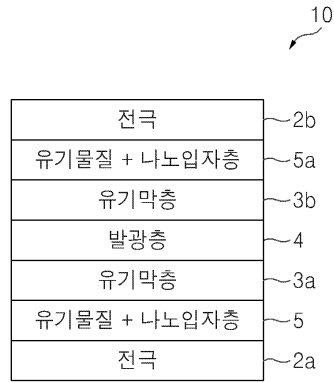 10
전극 2b
유기물질 + 나노입자층 5a
유기막층 3b
발광층 4
유기막층 3a
유기물질 + 나노입자층 5
전극 2a